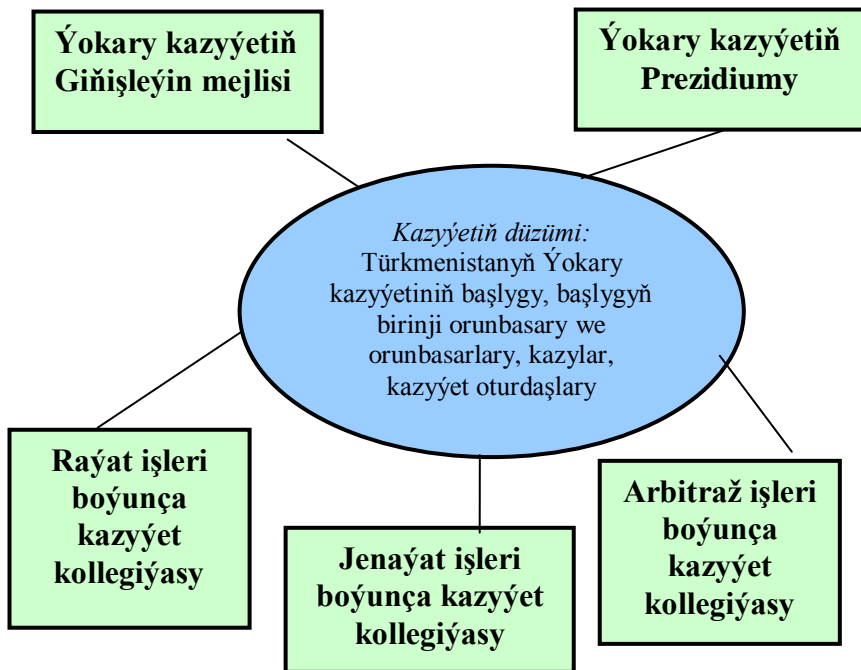 Ýokary kazyýetiň
Giňişleýin mejlisi
Ýokary kazyýetiň
Prezidiumy
Kazyýetiň düzümi:
Türkmenistanyň Ýokary
kazyýetiniň başlygy, başlygyň
birinji orunbasary we
orunbasarlary, kazylar,
kazyýet oturdaşlary
Raýat işleri
boýunça
kazyýet
kollegiýasy
Jenaýat işleri
boýunça kazyýet
kollegiýasy
Arbitraž işleri
boýunça
kazyýet
kollegiýasy